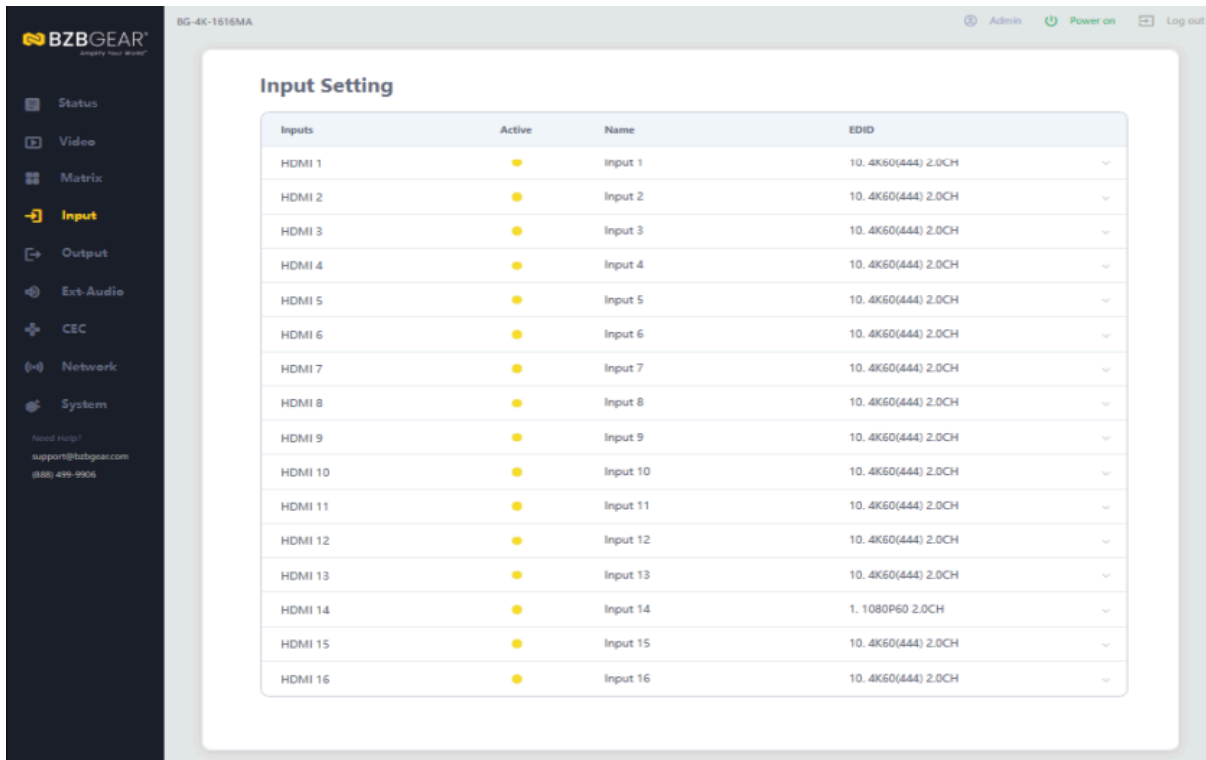 BZBGEAR®
Amplify Your World™
Status
Video
Matrix
Input
Output
Ext-Audio
CEC
Network
System
Need Help?
support@bzbgear.com
(888) 499-9906
BG-4K-1616MA
Admin Power on Log out
Input Setting
Inputs Active Name EDID
HDMI 1 Input 1 10. 4K60(444) 2.0CH
HDMI 2 Input 2 10. 4K60(444) 2.0CH
HDMI 3 Input 3 10. 4K60(444) 2.0CH
HDMI 4 Input 4 10. 4K60(444) 2.0CH
HDMI 5 Input 5 10. 4K60(444) 2.0CH
HDMI 6 Input 6 10. 4K60(444) 2.0CH
HDMI 7 Input 7 10. 4K60(444) 2.0CH
HDMI 8 Input 8 10. 4K60(444) 2.0CH
HDMI 9 Input 9 10. 4K60(444) 2.0CH
HDMI 10 Input 10 10. 4K60(444) 2.0CH
HDMI 11 Input 11 10. 4K60(444) 2.0CH
HDMI 12 Input 12 10. 4K60(444) 2.0CH
HDMI 13 Input 13 10. 4K60(444) 2.0CH
HDMI 14 Input 14 1. 1080P60 2.0CH
HDMI 15 Input 15 10. 4K60(444) 2.0CH
HDMI 16 Input 16 10. 4K60(444) 2.0CH